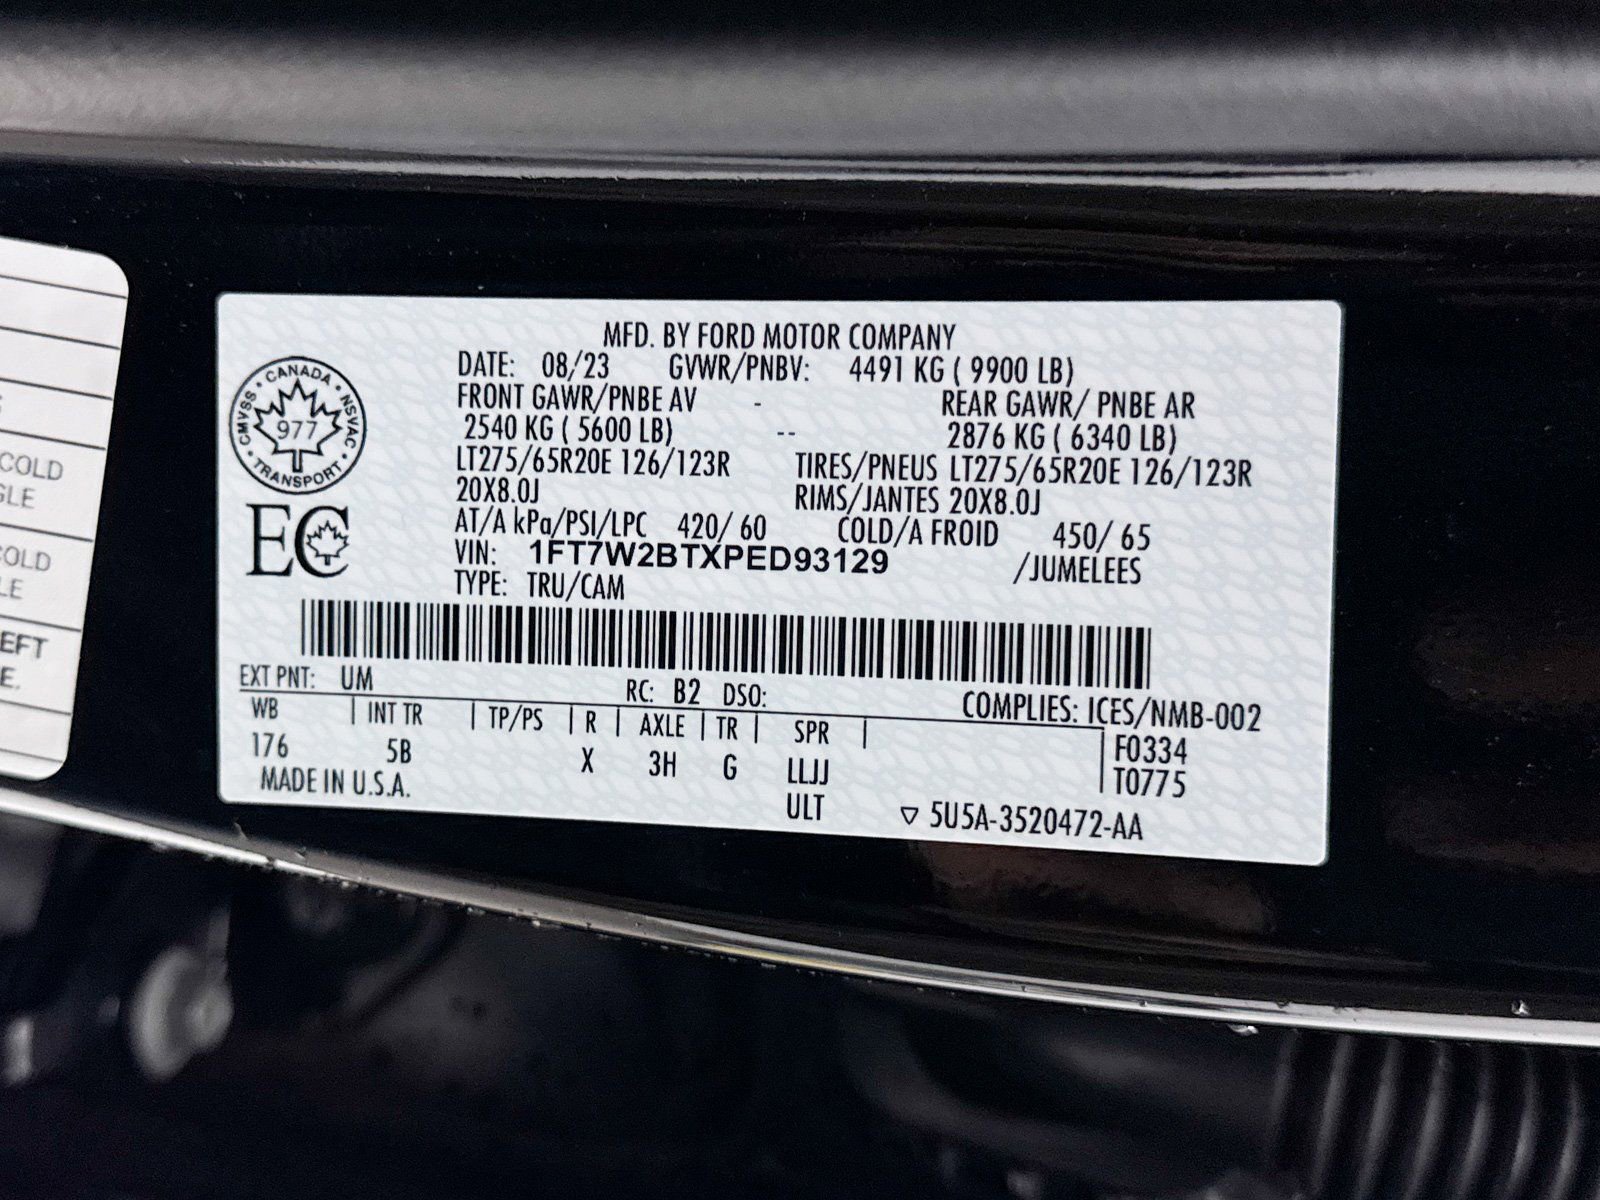 COLD
GLE
COLD
LE
EFT
E.
MFD. BY FORD MOTOR COMPANY
DATE: 08/23 GVWR/PNBV: 4491 KG ( 9900 LB)
FRONT GAWR/PNBE AV - REAR GAWR/ PNBE AR
2540 KG ( 5600 LB) -- 2876 KG ( 6340 LB)
LT275/65R20E 126/123R TIRES/PNEUS LT275/65R20E 126/123R
20X8.0J RIMS/JANTES 20X8.0J
AT/A kPa/PSI/LPC 420/ 60 COLD/A FROID 450/ 65
VIN: 1FT7W2BTXPED93129 /JUMELEES
TYPE: TRU/CAM
CANADA
CMVSS NSVAC
977
TRANSPORT
EC
EXT PNT: UM RC: B2 DSO: COMPLIES: ICES/NMB-002
WB | INT TR | TP/PS | R | AXLE | TR | SPR | F0334
176 5B X 3H G LLJJ T0775
MADE IN U.S.A. ULT ▽ 5U5A-3520472-AA